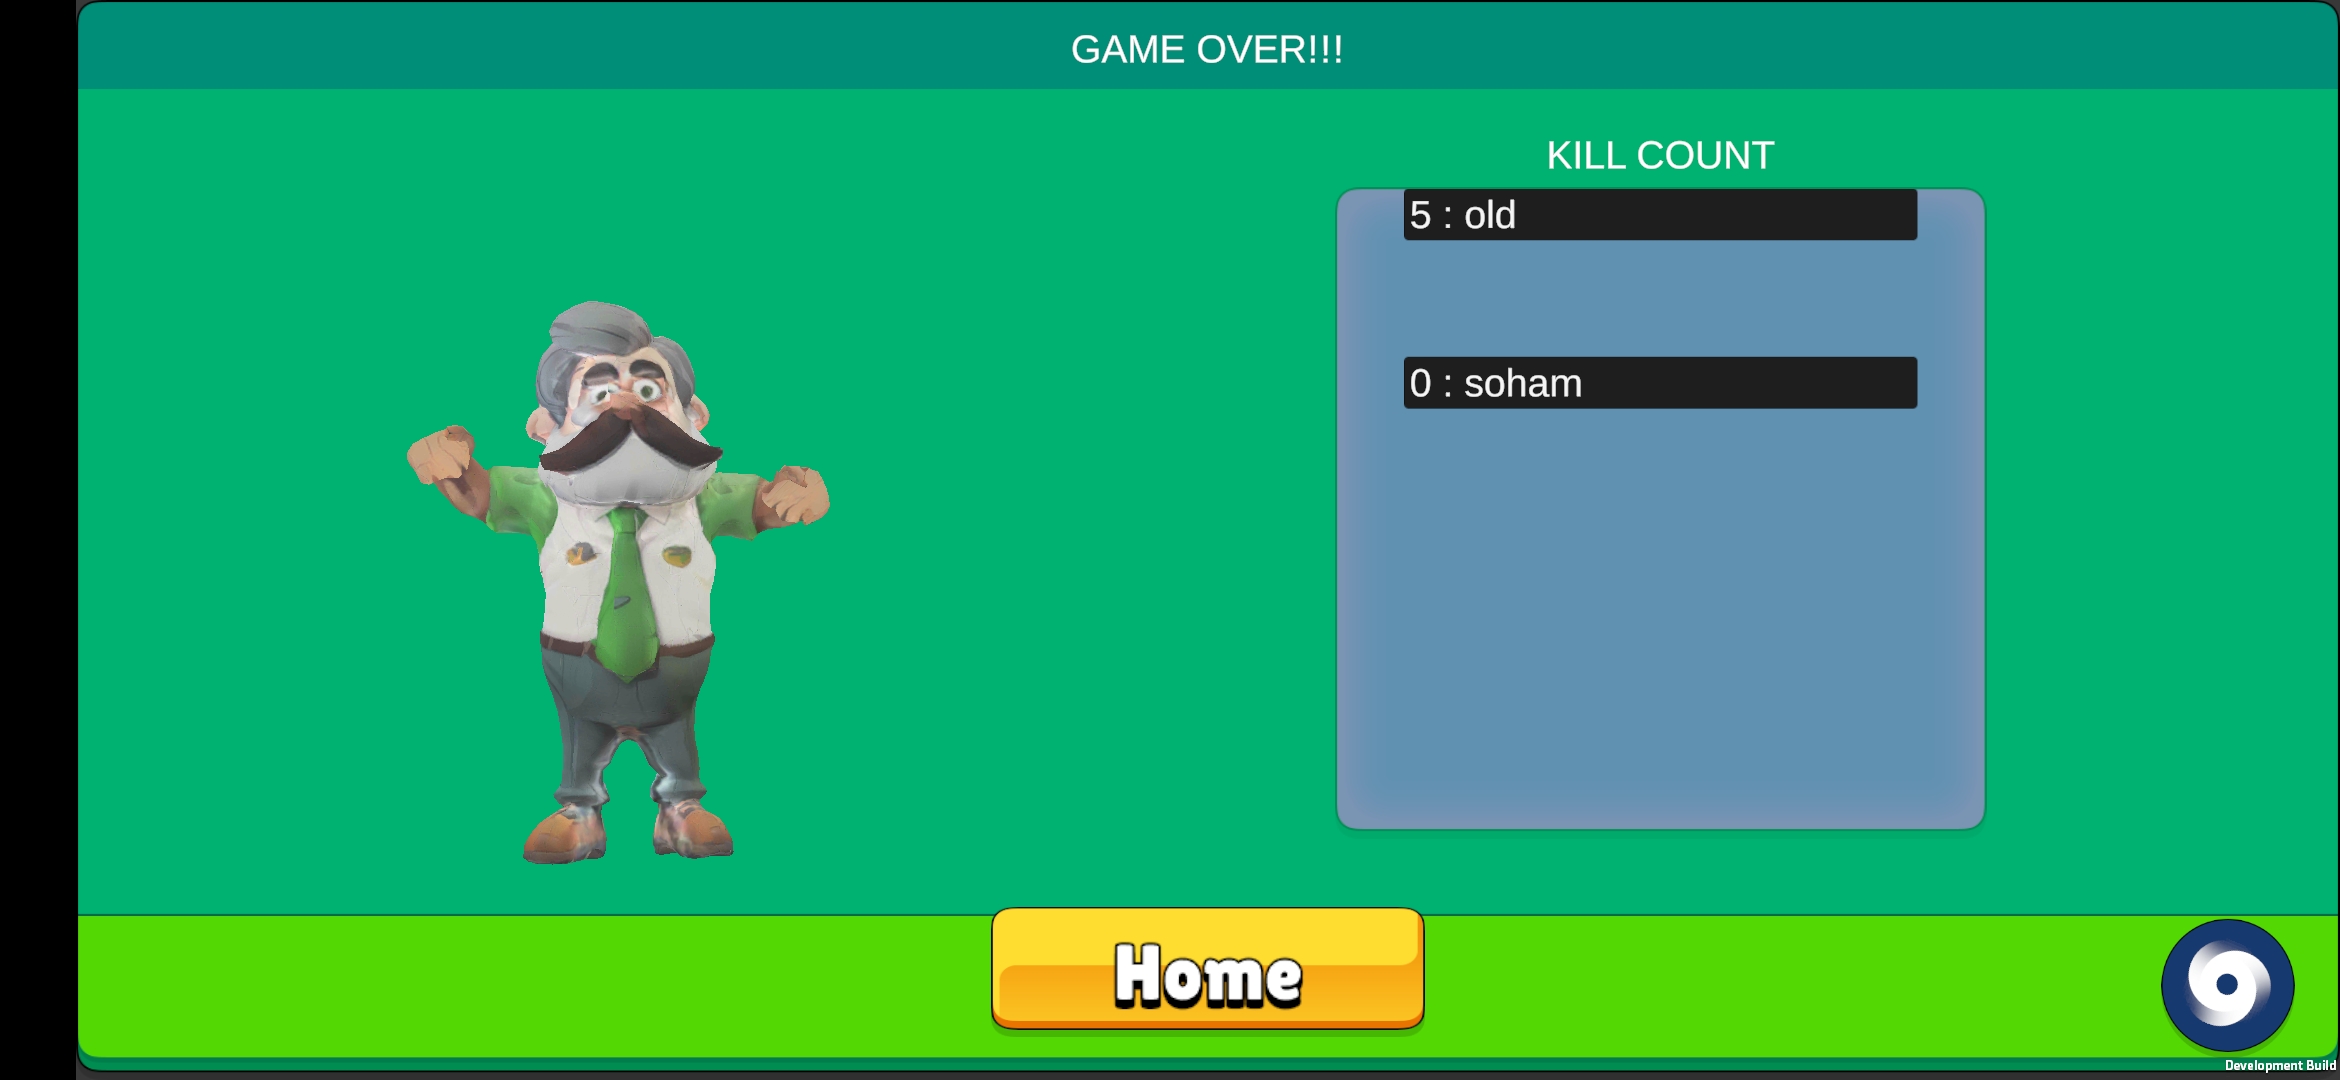 GAME OVER!!!
KILL COUNT
5 : old
0 : soham
Home
Development Build